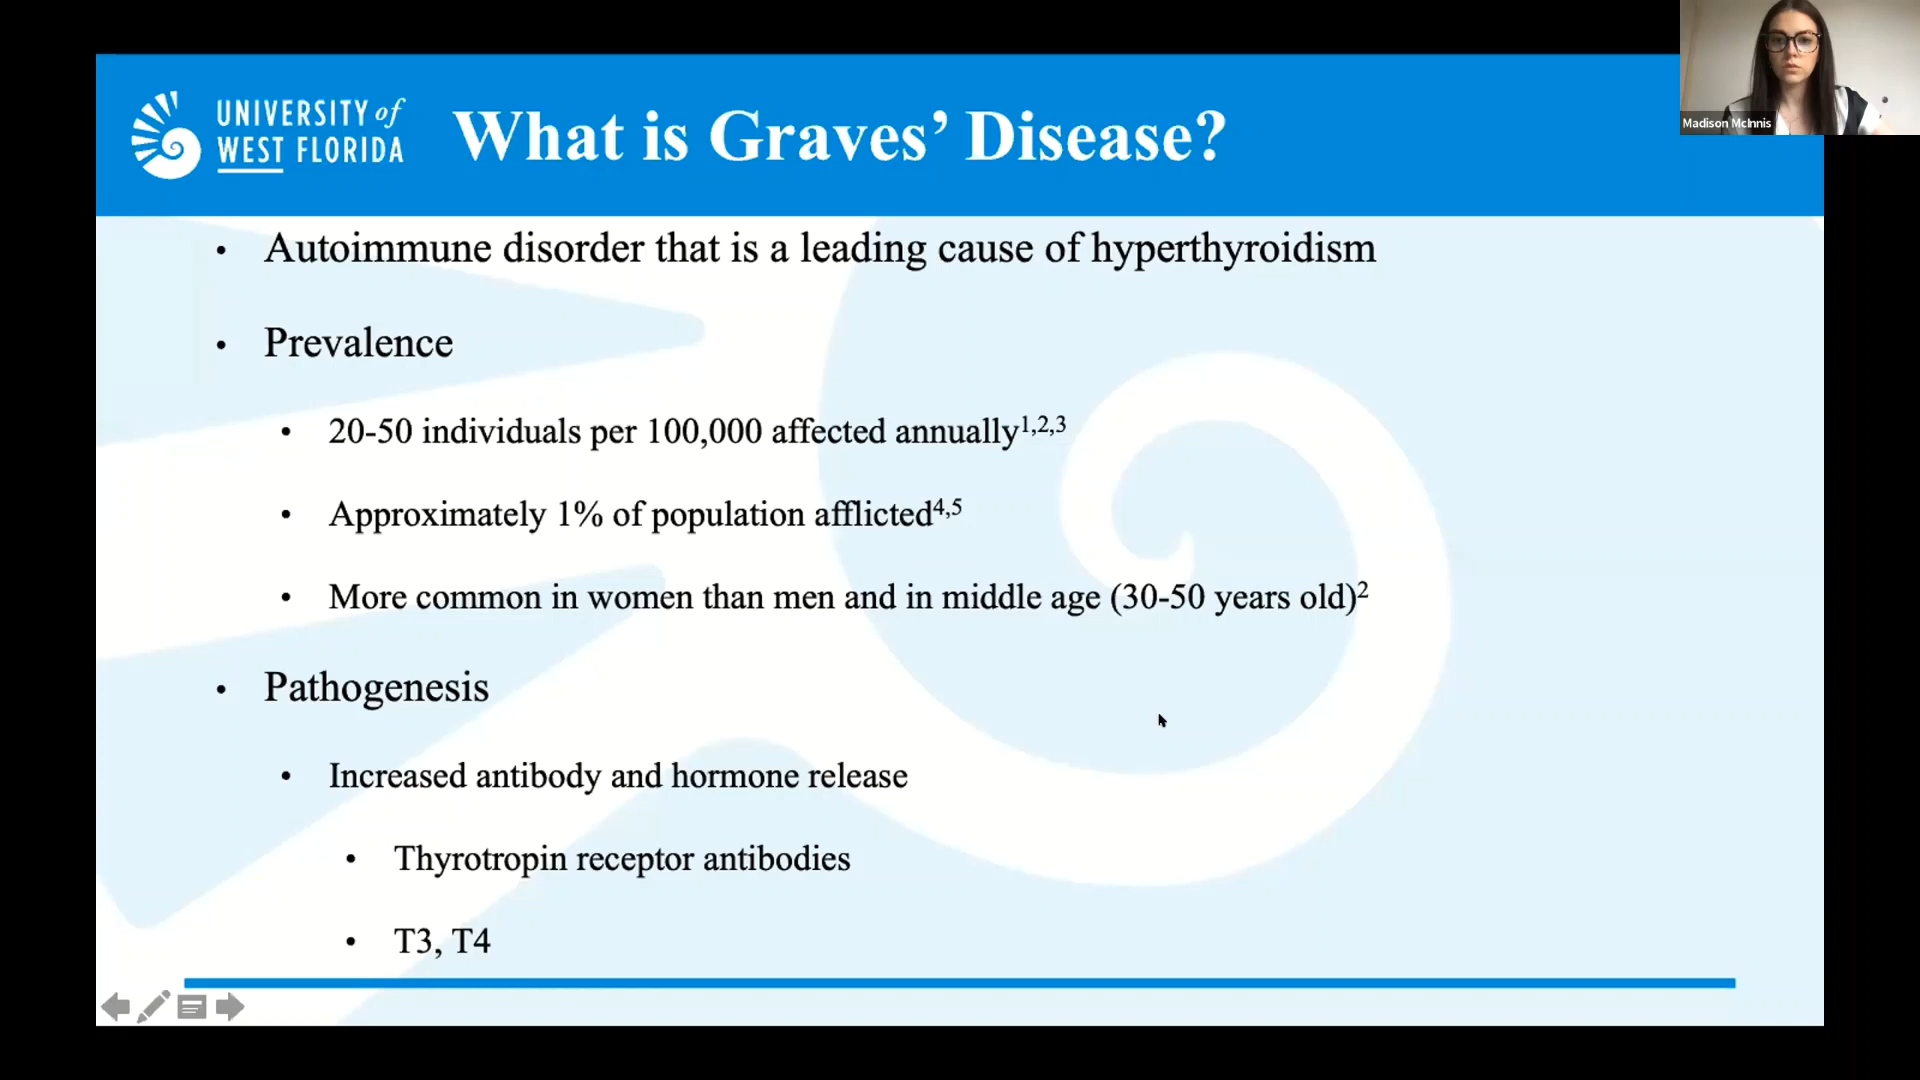 UNIVERSITY of
WEST FLORIDA
What is Graves’ Disease?
Madison McInnis
• Autoimmune disorder that is a leading cause of hyperthyroidism
• Prevalence
• 20-50 individuals per 100,000 affected annually1,2,3
• Approximately 1% of population afflicted4,5
• More common in women than men and in middle age (30-50 years old)2
• Pathogenesis
• Increased antibody and hormone release
• Thyrotropin receptor antibodies
• T3, T4